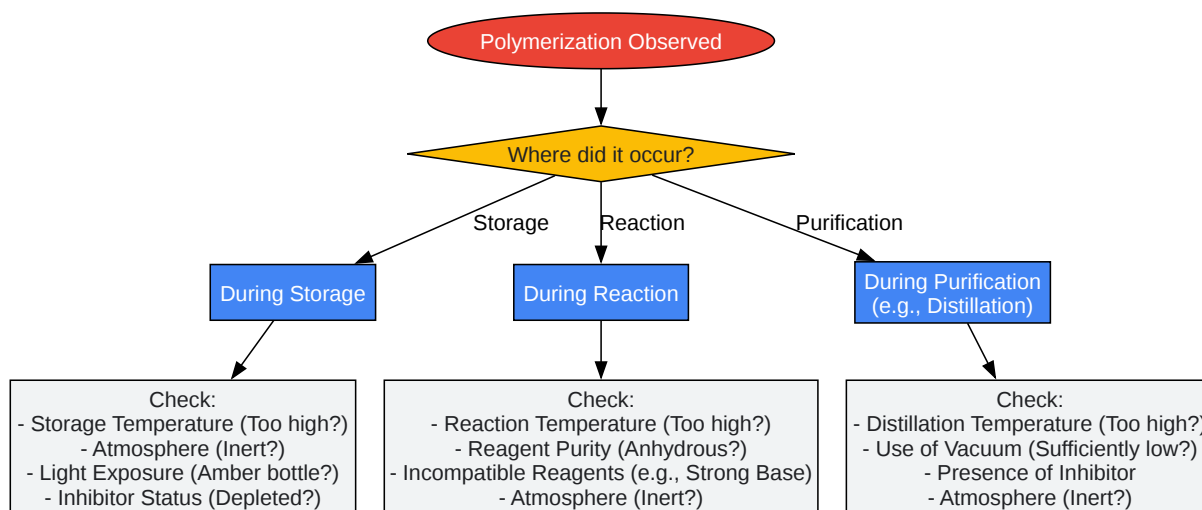 Polymerization Observed
Where did it occur?
Storage
Reaction
Purification
During Storage
During Reaction
During Purification
(e.g., Distillation)
Check:
- Storage Temperature (Too high?)
- Atmosphere (Inert?)
- Light Exposure (Amber bottle?)
- Inhibitor Status (Depleted?)
Check:
- Reaction Temperature (Too high?)
- Reagent Purity (Anhydrous?)
- Incompatible Reagents (e.g., Strong Base)
- Atmosphere (Inert?)
Check:
- Distillation Temperature (Too high?)
- Use of Vacuum (Sufficiently low?)
- Presence of Inhibitor
- Atmosphere (Inert?)